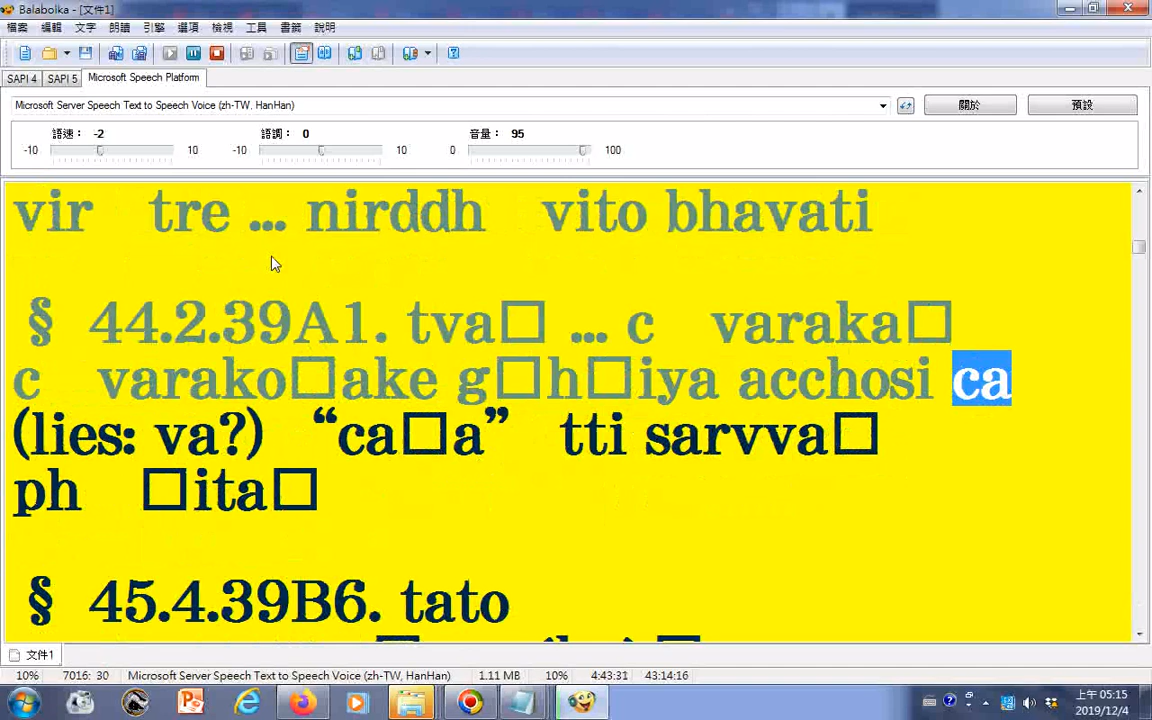 Balabolka - [文件1]
檔案 編輯 文字 朗讀 引擎 選項 檢視 工具 書籤 說明
SAPI 4 SAPI 5 Microsoft Speech Platform
Microsoft Server Speech Text to Speech Voice (zh-TW, HanHan) 關於 預設
語速： -2 語調： 0 音量： 95
-10 10 -10 10 0 100
vir tre ... nirddh vito bhavati
§ 44.2.39A1. tva□ ... c varaka□
c varako□ake g□h□iya acchosi ca
(lies: va?) “ca□a” tti sarvva□
ph □ita□
§ 45.4.39B6. tato
文件1
10% 7016: 30 Microsoft Server Speech Text to Speech Voice (zh-TW, HanHan) 1.11 MB 10% 4:43:31 43:14:16
上午 05:15
2019/12/4